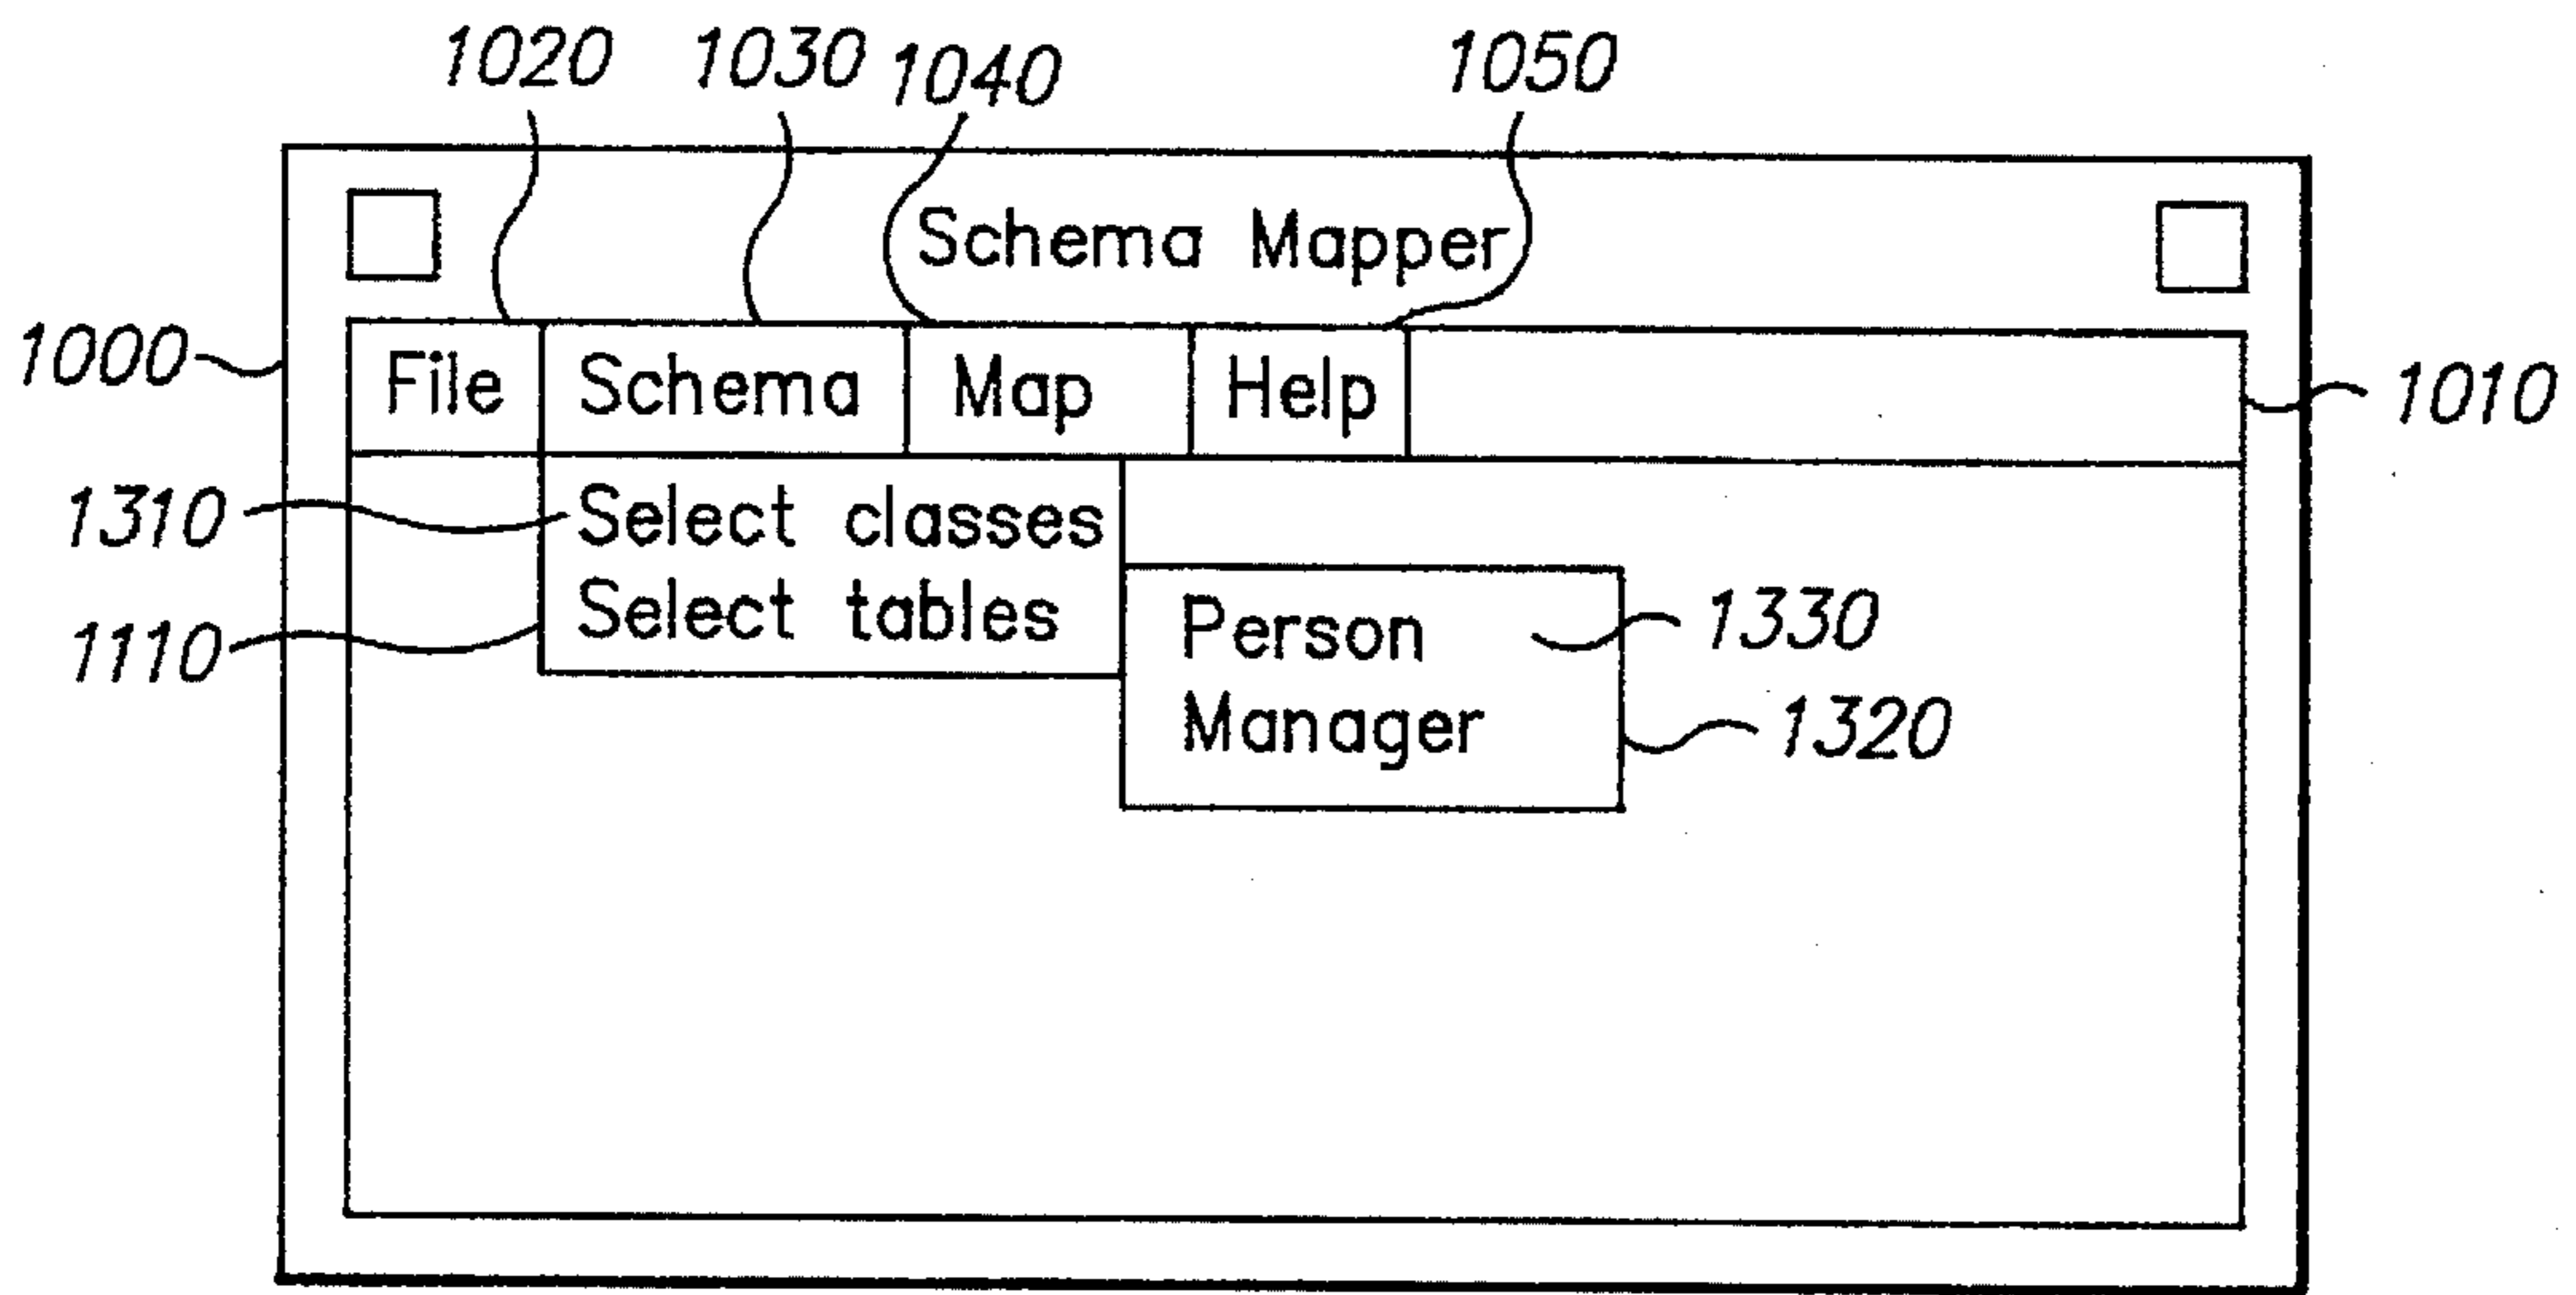 1020 1030 1040 1050
Schema Mapper
1000
File Schema Map Help
1010
1310
Select classes
Select tables
1110
Person
1330
Manager
1320